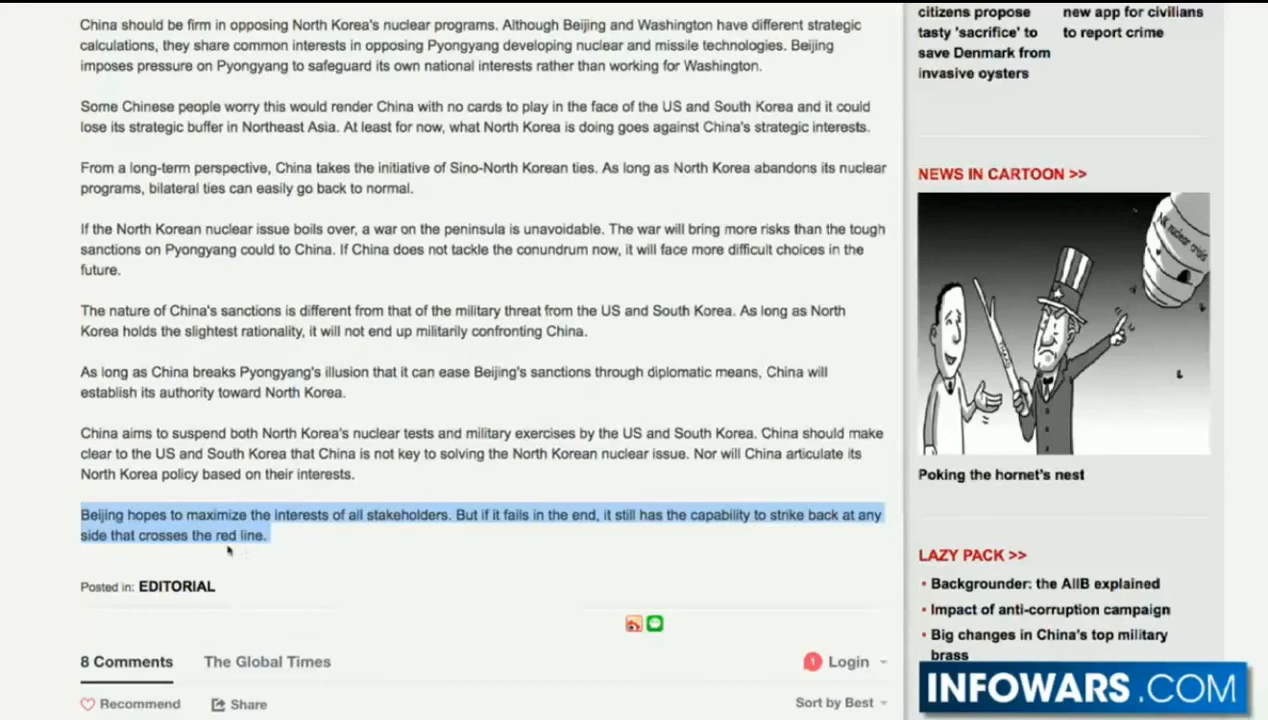 China should be firm in opposing North Korea's nuclear programs. Although Beijing and Washington have different strategic
calculations, they share common interests in opposing Pyongyang developing nuclear and missile technologies. Beijing
imposes pressure on Pyongyang to safeguard its own national interests rather than working for Washington.
Some Chinese people worry this would render China with no cards to play in the face of the US and South Korea and it could
lose its strategic buffer in Northeast Asia. At least for now, what North Korea is doing goes against China's strategic interests.
From a long-term perspective, China takes the initiative of Sino-North Korean ties. As long as North Korea abandons its nuclear
programs, bilateral ties can easily go back to normal.
If the North Korean nuclear issue boils over, a war on the peninsula is unavoidable. The war will bring more risks than the tough
sanctions on Pyongyang could to China. If China does not tackle the conundrum now, it will face more difficult choices in the
future.
The nature of China's sanctions is different from that of the military threat from the US and South Korea. As long as North
Korea holds the slightest rationality, it will not end up militarily confronting China.
As long as China breaks Pyongyang's illusion that it can ease Beijing's sanctions through diplomatic means, China will
establish its authority toward North Korea.
China aims to suspend both North Korea's nuclear tests and military exercises by the US and South Korea. China should make
clear to the US and South Korea that China is not key to solving the North Korean nuclear issue. Nor will China articulate its
North Korea policy based on their interests.
Beijing hopes to maximize the interests of all stakeholders. But if it fails in the end, it still has the capability to strike back at any
side that crosses the red line.
Posted in: EDITORIAL
8 Comments
The Global Times
1 Login
Recommend
Share
Sort by Best
citizens propose
tasty 'sacrifice' to
save Denmark from
invasive oysters
new app for civilians
to report crime
NEWS IN CARTOON >>
nuclear crisis
Poking the hornet's nest
LAZY PACK >>
• Backgrounder: the AIIB explained
• Impact of anti-corruption campaign
• Big changes in China's top military
brass
INFOWARS.COM